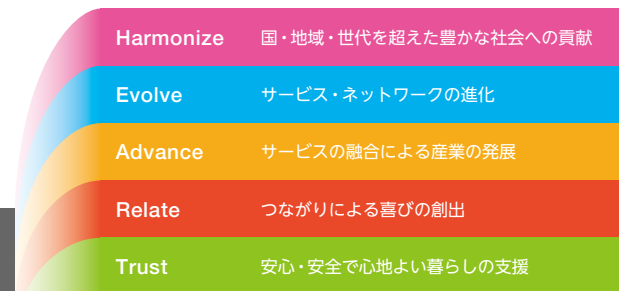 Harmonize 国・地域・世代を超えた豊かな社会への貢献
Evolve サービス・ネットワークの進化
Advance サービスの融合による産業の発展
Relate つながりによる喜びの創出
Trust 安心・安全で心地よい暮らしの支援